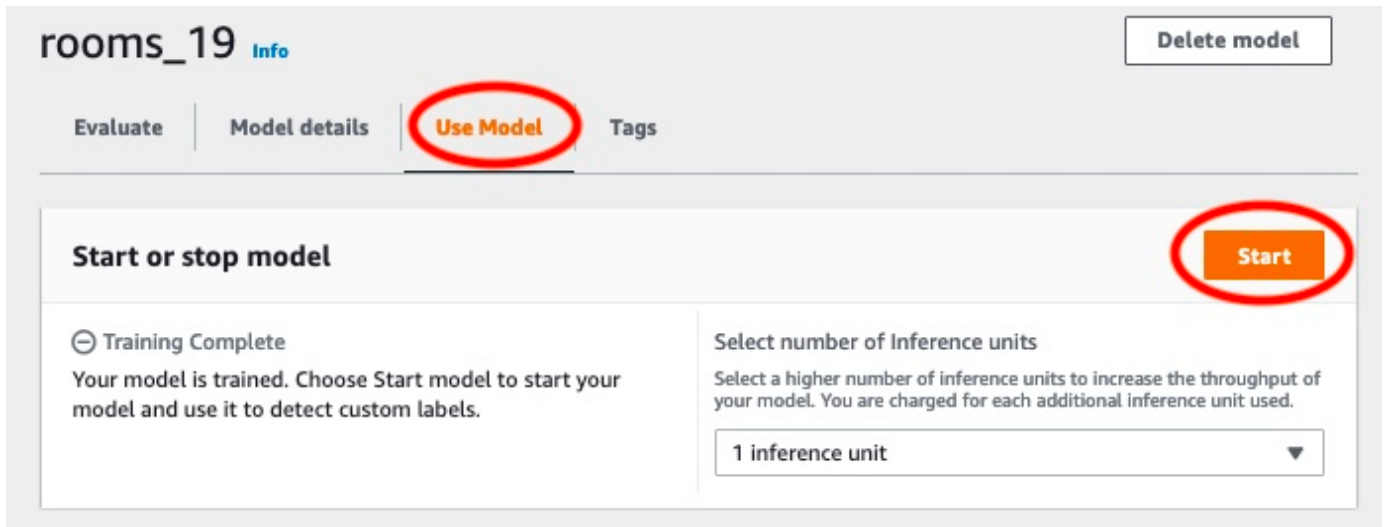 rooms_19 Info
Delete model
Evaluate
Model details
Use Model
Tags
Start or stop model
Start
Training Complete
Your model is trained. Choose Start model to start your
model and use it to detect custom labels.
Select number of Inference units
Select a higher number of inference units to increase the throughput of
your model. You are charged for each additional inference unit used.
1 inference unit